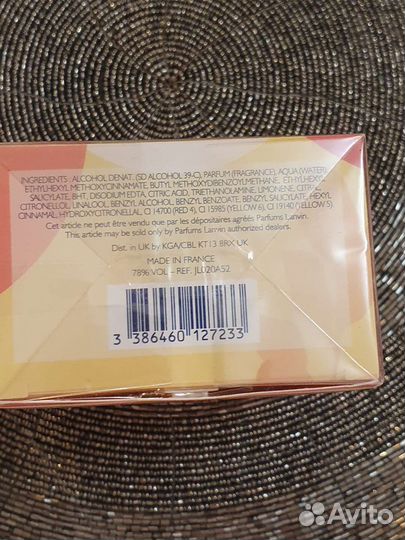 INGREDIENTS : ALCOHOL DENAT. (SD ALCOHOL 39-C), PARFUM (FRAGRANCE), AQUA (WATER),
ETHYLHEXYL METHOXYCINNAMATE, BUTYL METHOXYDIBENZOYLMETHANE, ETHYLHEXYL
SALICYLATE, BHT, DISODIUM EDTA, CITRIC ACID, TRIETHANOLAMINE, LIMONENE, CITRAL,
CITRONELLOL, LINALOOL, BENZYL ALCOHOL, BENZYL BENZOATE, BENZYL SALICYLATE, HEXYL
CINNAMAL, HYDROXYCITRONELLAL, CI 14700 (RED 4), CI 15985 (YELLOW 6), CI 19140 (YELLOW 5).
Cet article ne peut être vendu que par les dépositaires agréés Parfums Lanvin.
This article may be sold only by Parfums Lanvin authorized dealers.
Dist. in UK by KGA/CBL KT13 8RX UK
MADE IN FRANCE
78% VOL – REF. JL020A52
3 386460 127233
Avito